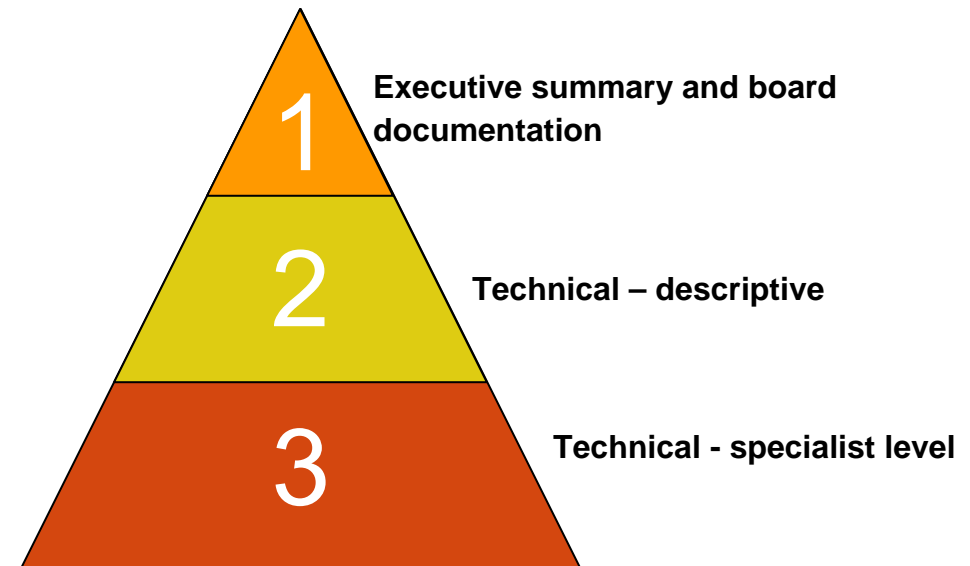 1
Executive summary and board
documentation
2
Technical – descriptive
3
Technical - specialist level